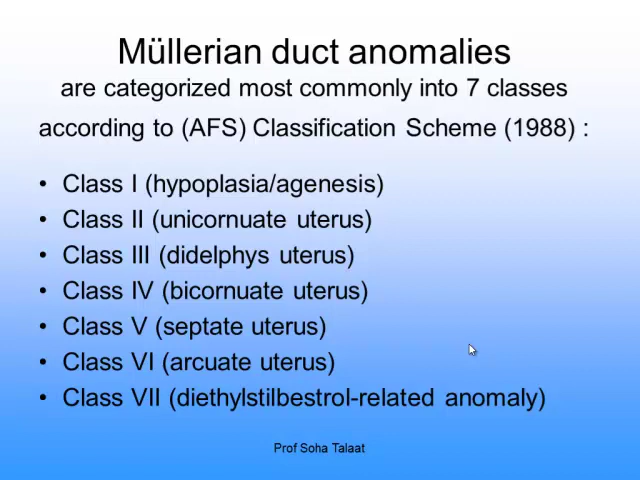 Müllerian duct anomalies
are categorized most commonly into 7 classes
according to (AFS) Classification Scheme (1988) :
• Class I (hypoplasia/agenesis)
• Class II (unicornuate uterus)
• Class III (didelphys uterus)
• Class IV (bicornuate uterus)
• Class V (septate uterus)
• Class VI (arcuate uterus)
• Class VII (diethylstilbestrol-related anomaly)
Prof Soha Talaat